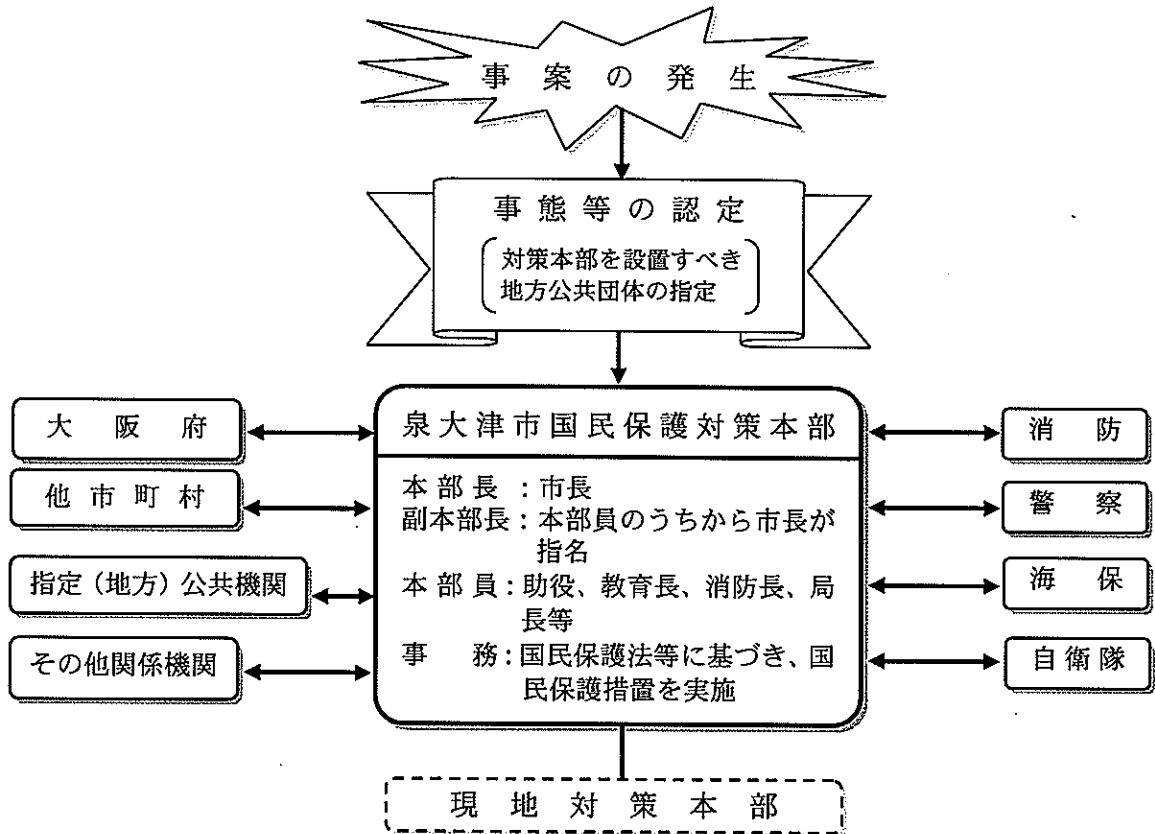 事案の発生
事態等の認定
対策本部を設置すべき
地方公共団体の指定
泉大津市国民保護対策本部
本部長：市長
副本部長：本部員のうちから市長が
指名
本部員：助役、教育長、消防長、局
長等
事務：国民保護法等に基づき、国
民保護措置を実施
大阪府
他市町村
指定（地方）公共機関
その他関係機関
消防
警察
海保
自衛隊
現地対策本部